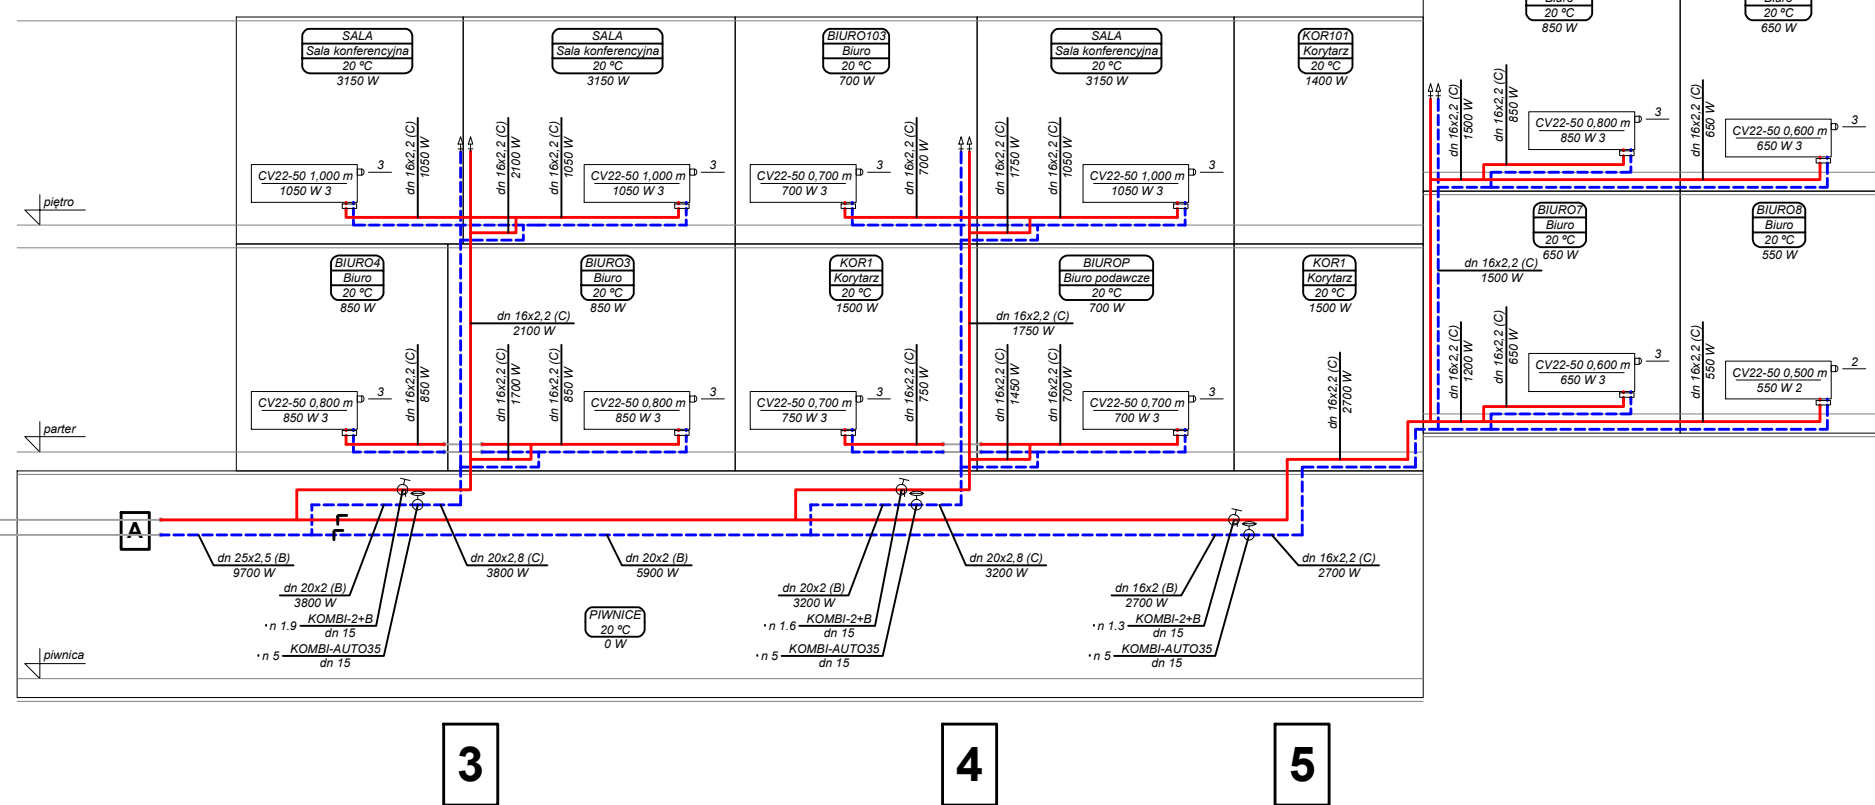 SALA
Sala konferencyjna
20 ºC
3150 W
SALA
Sala konferencyjna
20 ºC
3150 W
BIURO103
Biuro
20 ºC
700 W
SALA
Sala konferencyjna
20 ºC
3150 W
KOR101
Korytarz
20 ºC
1400 W
20 ºC
850 W
20 ºC
650 W
dn 16x2,2 (C)
1050 W
dn 16x2,2 (C)
2100 W
dn 16x2,2 (C)
1050 W
dn 16x2,2 (C)
700 W
dn 16x2,2 (C)
1750 W
dn 16x2,2 (C)
1050 W
dn 16x2,2 (C)
1500 W
dn 16x2,2 (C)
850 W
dn 16x2,2 (C)
650 W
CV22-50 1,000 m
1050 W 3
3
CV22-50 1,000 m
1050 W 3
3
CV22-50 0,700 m
700 W 3
3
CV22-50 1,000 m
1050 W 3
3
CV22-50 0,800 m
850 W 3
3
CV22-50 0,600 m
650 W 3
3
piętro
BIURO4
Biuro
20 ºC
850 W
BIURO3
Biuro
20 ºC
850 W
KOR1
Korytarz
20 ºC
1500 W
BIUROP
Biuro podawcze
20 ºC
700 W
KOR1
Korytarz
20 ºC
1500 W
BIURO7
Biuro
20 ºC
650 W
BIURO8
Biuro
20 ºC
550 W
dn 16x2,2 (C)
2100 W
dn 16x2,2 (C)
1750 W
dn 16x2,2 (C)
1500 W
dn 16x2,2 (C)
850 W
dn 16x2,2 (C)
1700 W
dn 16x2,2 (C)
850 W
dn 16x2,2 (C)
750 W
dn 16x2,2 (C)
1450 W
dn 16x2,2 (C)
700 W
dn 16x2,2 (C)
2700 W
dn 16x2,2 (C)
1200 W
dn 16x2,2 (C)
650 W
dn 16x2,2 (C)
550 W
CV22-50 0,800 m
850 W 3
3
CV22-50 0,800 m
850 W 3
3
CV22-50 0,700 m
750 W 3
3
CV22-50 0,700 m
700 W 3
3
CV22-50 0,600 m
650 W 3
3
CV22-50 0,500 m
550 W 2
2
parter
A
dn 25x2,5 (B)
9700 W
dn 20x2,8 (C)
3800 W
dn 20x2 (B)
5900 W
dn 20x2,8 (C)
3200 W
dn 16x2,2 (C)
2700 W
dn 20x2 (B)
3800 W
dn 20x2 (B)
3200 W
dn 16x2 (B)
2700 W
n 1.9 KOMBI-2+B
dn 15
n 1.6 KOMBI-2+B
dn 15
n 1.3 KOMBI-2+B
dn 15
n 5 KOMBI-AUTO35
dn 15
n 5 KOMBI-AUTO35
dn 15
n 5 KOMBI-AUTO35
dn 15
PIWNICE
20 ºC
0 W
piwnica
3
4
5